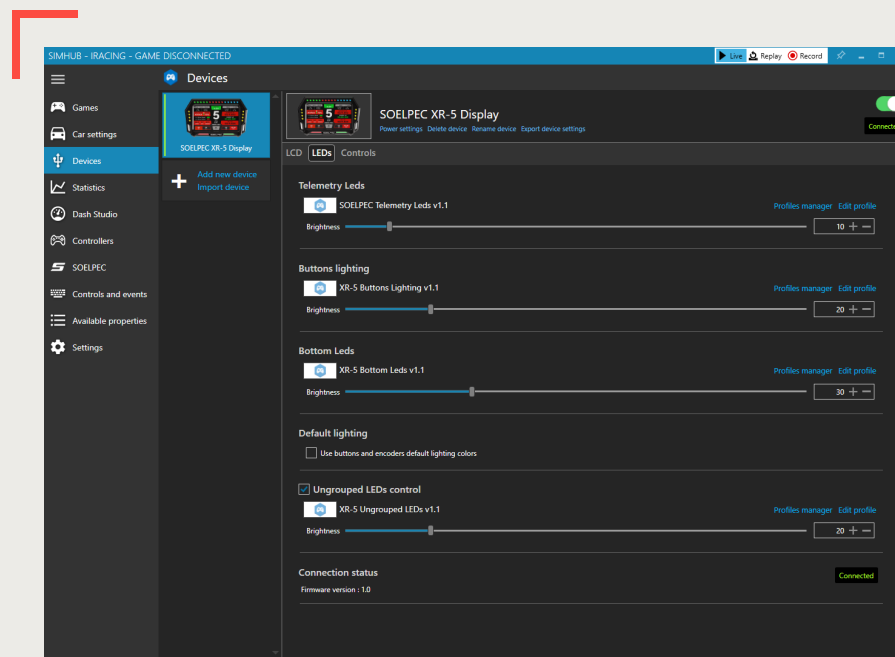 SIMHUB - IRACING - GAME DISCONNECTED
Live Replay Record
Devices
Games
Car settings
Devices
Statistics
Dash Studio
Controllers
SOELPEC
Controls and events
Available properties
Settings
5
SOELPEC XR-5 Display
Add new device
Import device
5
SOELPEC XR-5 Display
Power settings Delete device Rename device Export device settings
LCD LEDs Controls
Telemetry Leds
SOELPEC Telemetry Leds v1.1
Profiles manager Edit profile
Brightness
10
Buttons lighting
XR-5 Buttons Lighting v1.1
Profiles manager Edit profile
Brightness
20
Bottom Leds
XR-5 Bottom Leds v1.1
Profiles manager Edit profile
Brightness
30
Default lighting
Use buttons and encoders default lighting colors
Ungrouped LEDs control
XR-5 Ungrouped LEDs v1.1
Profiles manager Edit profile
Brightness
20
Connection status
Connected
Firmware version : 1.0